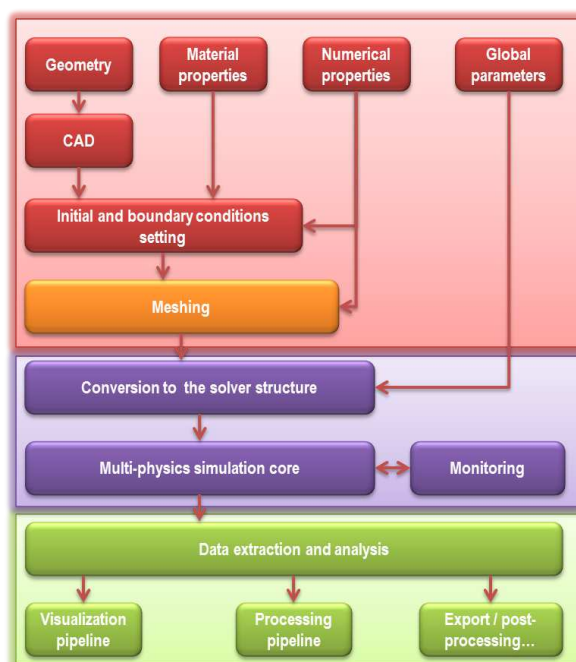 Geometry
Material
properties
Numerical
properties
Global
parameters
CAD
Initial and boundary conditions
setting
Meshing
Conversion to the solver structure
Multi-physics simulation core
Monitoring
Data extraction and analysis
Visualization
pipeline
Processing
pipeline
Export / post-
processing...